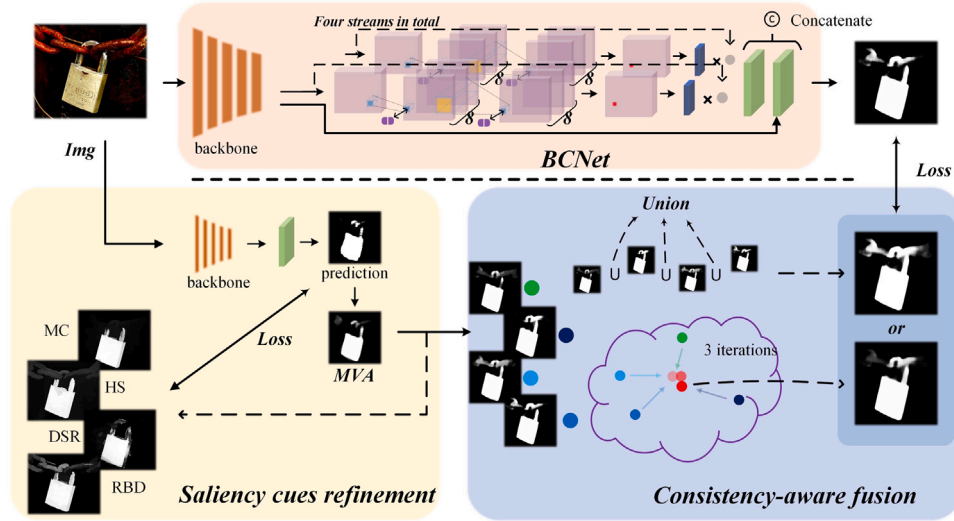 Four streams in total
© Concatenate
8
8
8
8
backbone
BCNet
Img
Loss
Union
U
U
U
backbone
prediction
MC
Loss
MVA
HS
DSR
RBD
3 iterations
or
Saliency cues refinement
Consistency-aware fusion